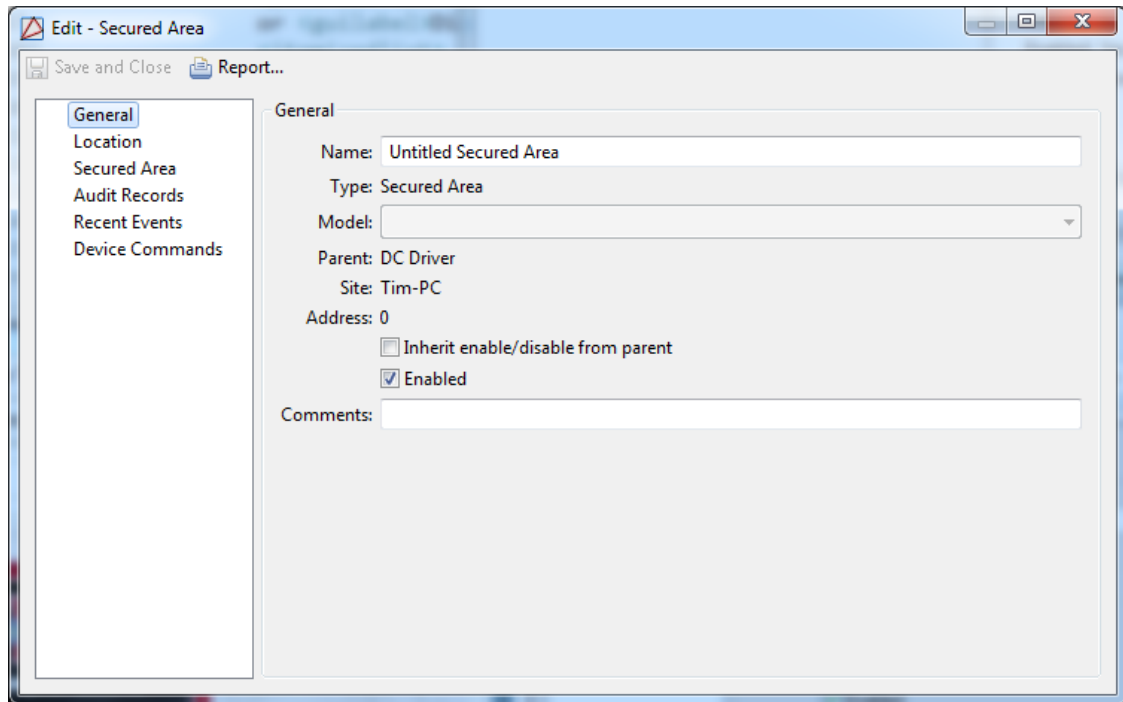 Edit - Secured Area
Save and Close Report...
General
Location
Secured Area
Audit Records
Recent Events
Device Commands
General
Name: Untitled Secured Area
Type: Secured Area
Model:
Parent: DC Driver
Site: Tim-PC
Address: 0
Inherit enable/disable from parent
Enabled
Comments: